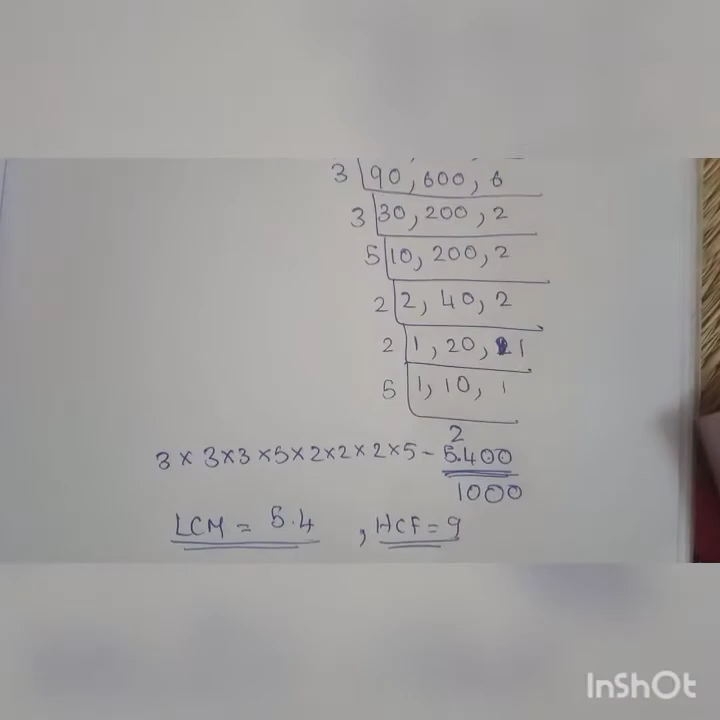 3 | 90, 600, 6
3 | 30, 200, 2
5 | 10, 200, 2
2 | 2, 40, 2
2 | 1, 20, 1
5 | 1, 10, 1
2
3 × 3×3 ×5×2×2×2×5 - 5.400
1000
LCM = 5.4 , HCF = 9
InShOt